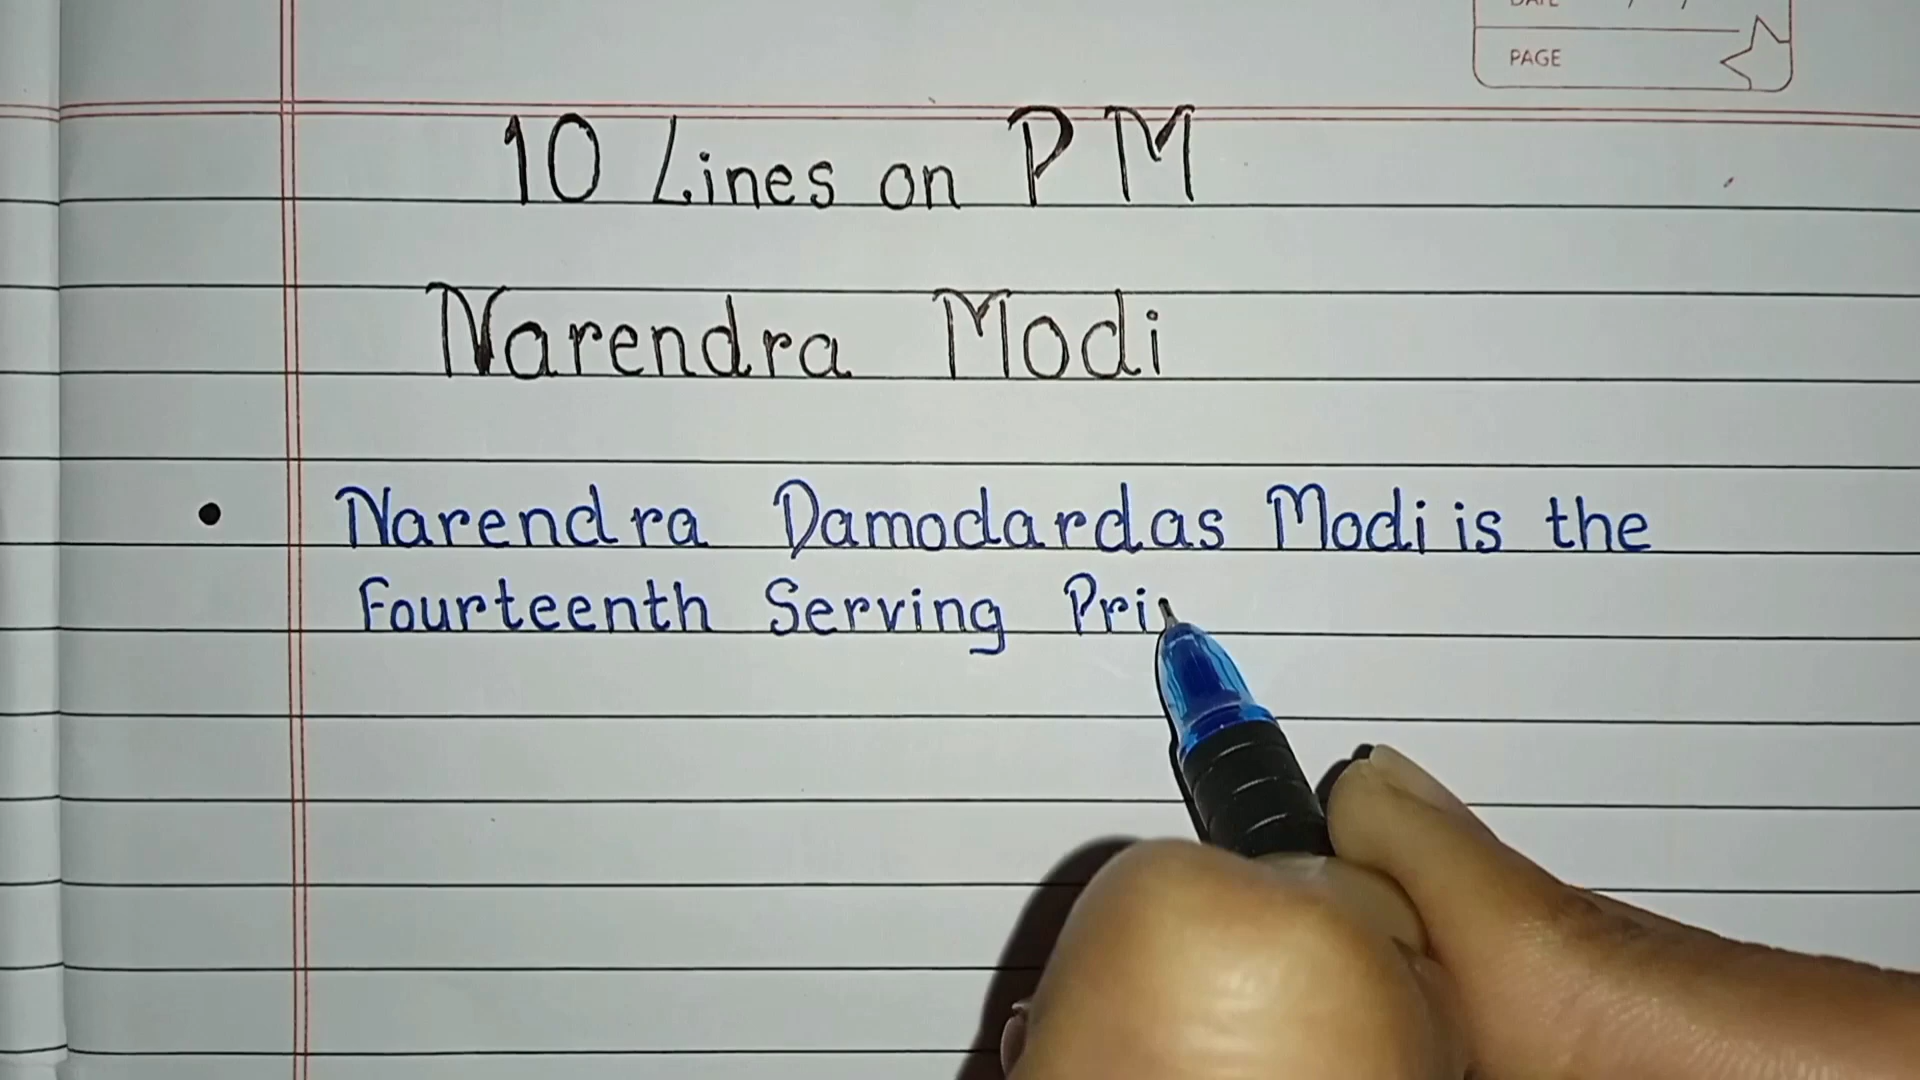 PAGE
10 Lines on PM
Narendra Modi
• Narendra Damodardas Modi is the
Fourteenth Serving Pri